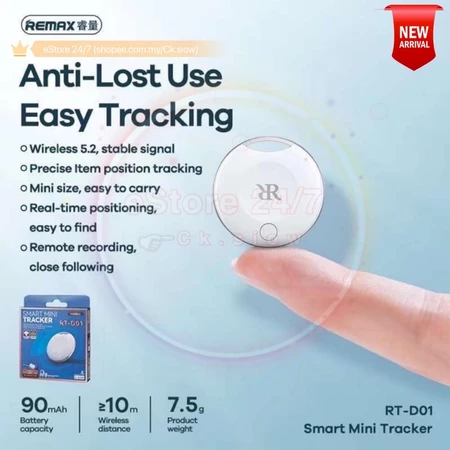 REMAX 睿量
eStore 24/7 (shopee.com.my/Ck.siow)
NEW
ARRIVAL
Anti-Lost Use
Easy Tracking
Wireless 5.2, stable signal
Precise Item position tracking
Mini size, easy to carry
Real-time positioning,
easy to find
Remote recording,
close following
eStore 24/7
Ck.siow
R
SMART MINI
TRACKER
RT-D01
90mAh
Battery
capacity
≥10m
Wireless
distance
7.5g
Product
weight
RT-D01
Smart Mini Tracker